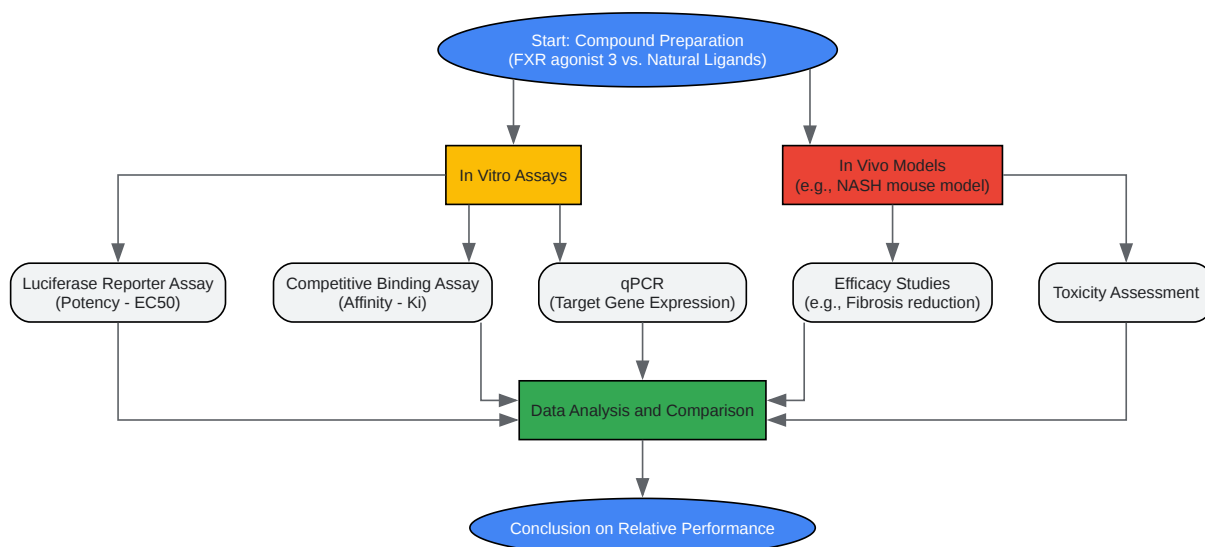 Start: Compound Preparation
(FXR agonist 3 vs. Natural Ligands)
In Vitro Assays
In Vivo Models
(e.g., NASH mouse model)
Luciferase Reporter Assay
(Potency - EC50)
Competitive Binding Assay
(Affinity - Ki)
qPCR
(Target Gene Expression)
Efficacy Studies
(e.g., Fibrosis reduction)
Toxicity Assessment
Data Analysis and Comparison
Conclusion on Relative Performance